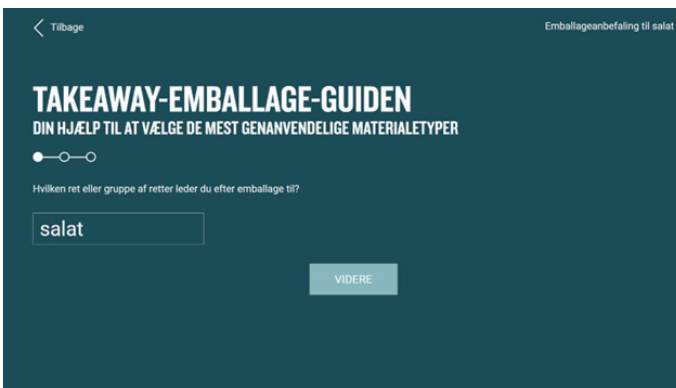 Tilbage
Emballageanbefaling til salat
TAKEAWAY-EMBALLAGE-GUIDEN
DIN HJÆLP TIL AT VÆLGE DE MEST GENANVENDELIGE MATERIALETYPER
Hvilken ret eller gruppe af retter leder du efter emballage til?
salat
VIDERE